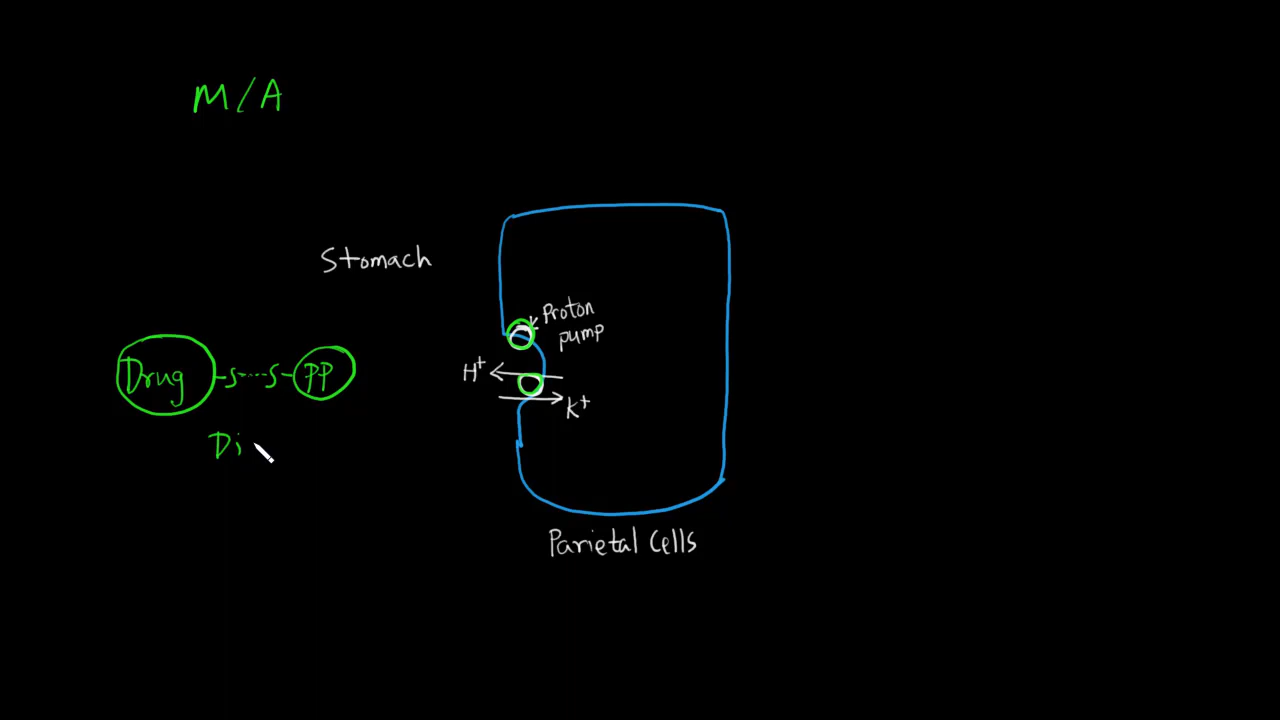 M/A
Stomach
Proton
pump
H⁺
K⁺
Drug -S----S- PP
Di
Parietal Cells